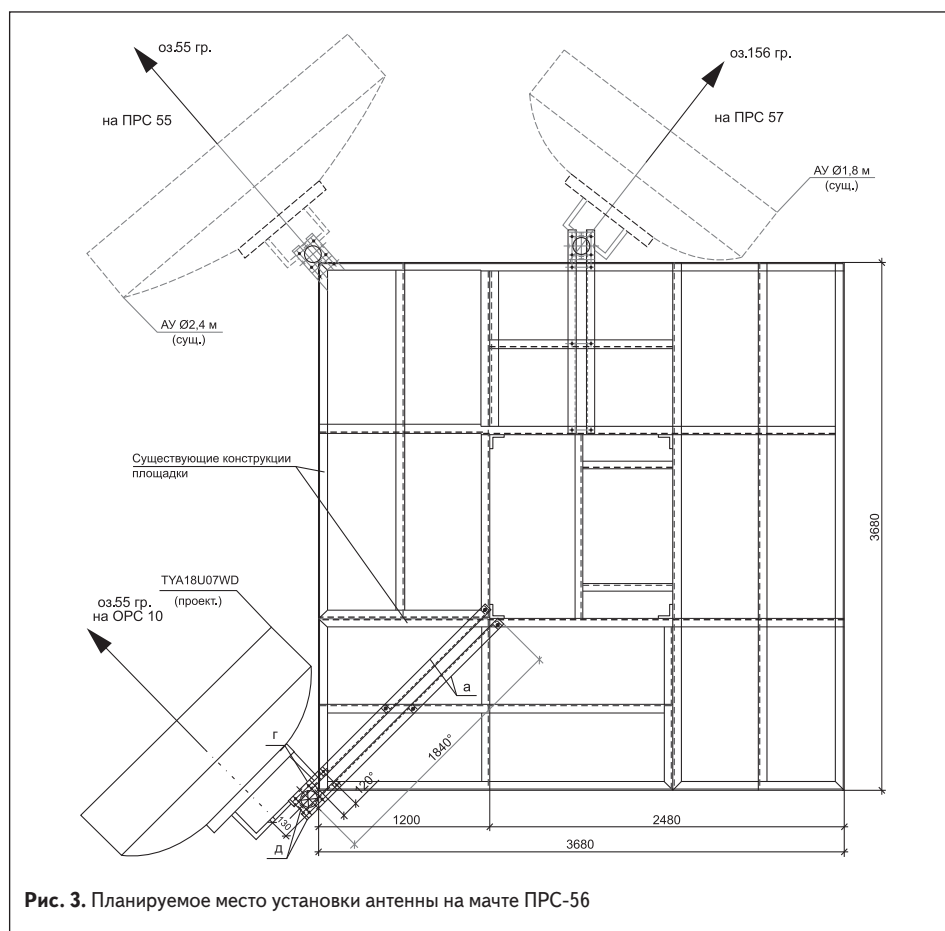 оз.55 гр.
на ПРС 55
оз.156 гр.
на ПРС 57
АУ Ø1,8 м
(сущ.)
АУ Ø2,4 м
(сущ.)
Существующие конструкции
площадки
3680
TYA18U07WD
(проект.)
оз.55 гр.
на ОРС 10
а
г
1840°
120°
130
д
1200
2480
3680
Рис. 3. Планируемое место установки антенны на мачте ПРС-56